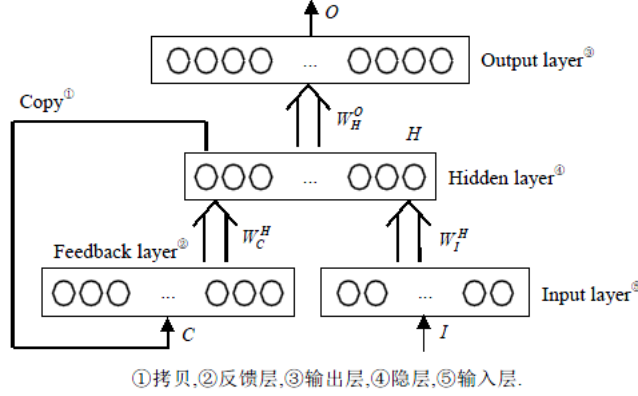 O
... Output layer③
Copy①
W_H^O
H
... Hidden layer④
W_C^H
W_I^H
Feedback layer②
...
... Input layer⑤
C
I
①拷贝,②反馈层,③输出层,④隐层,⑤输入层.